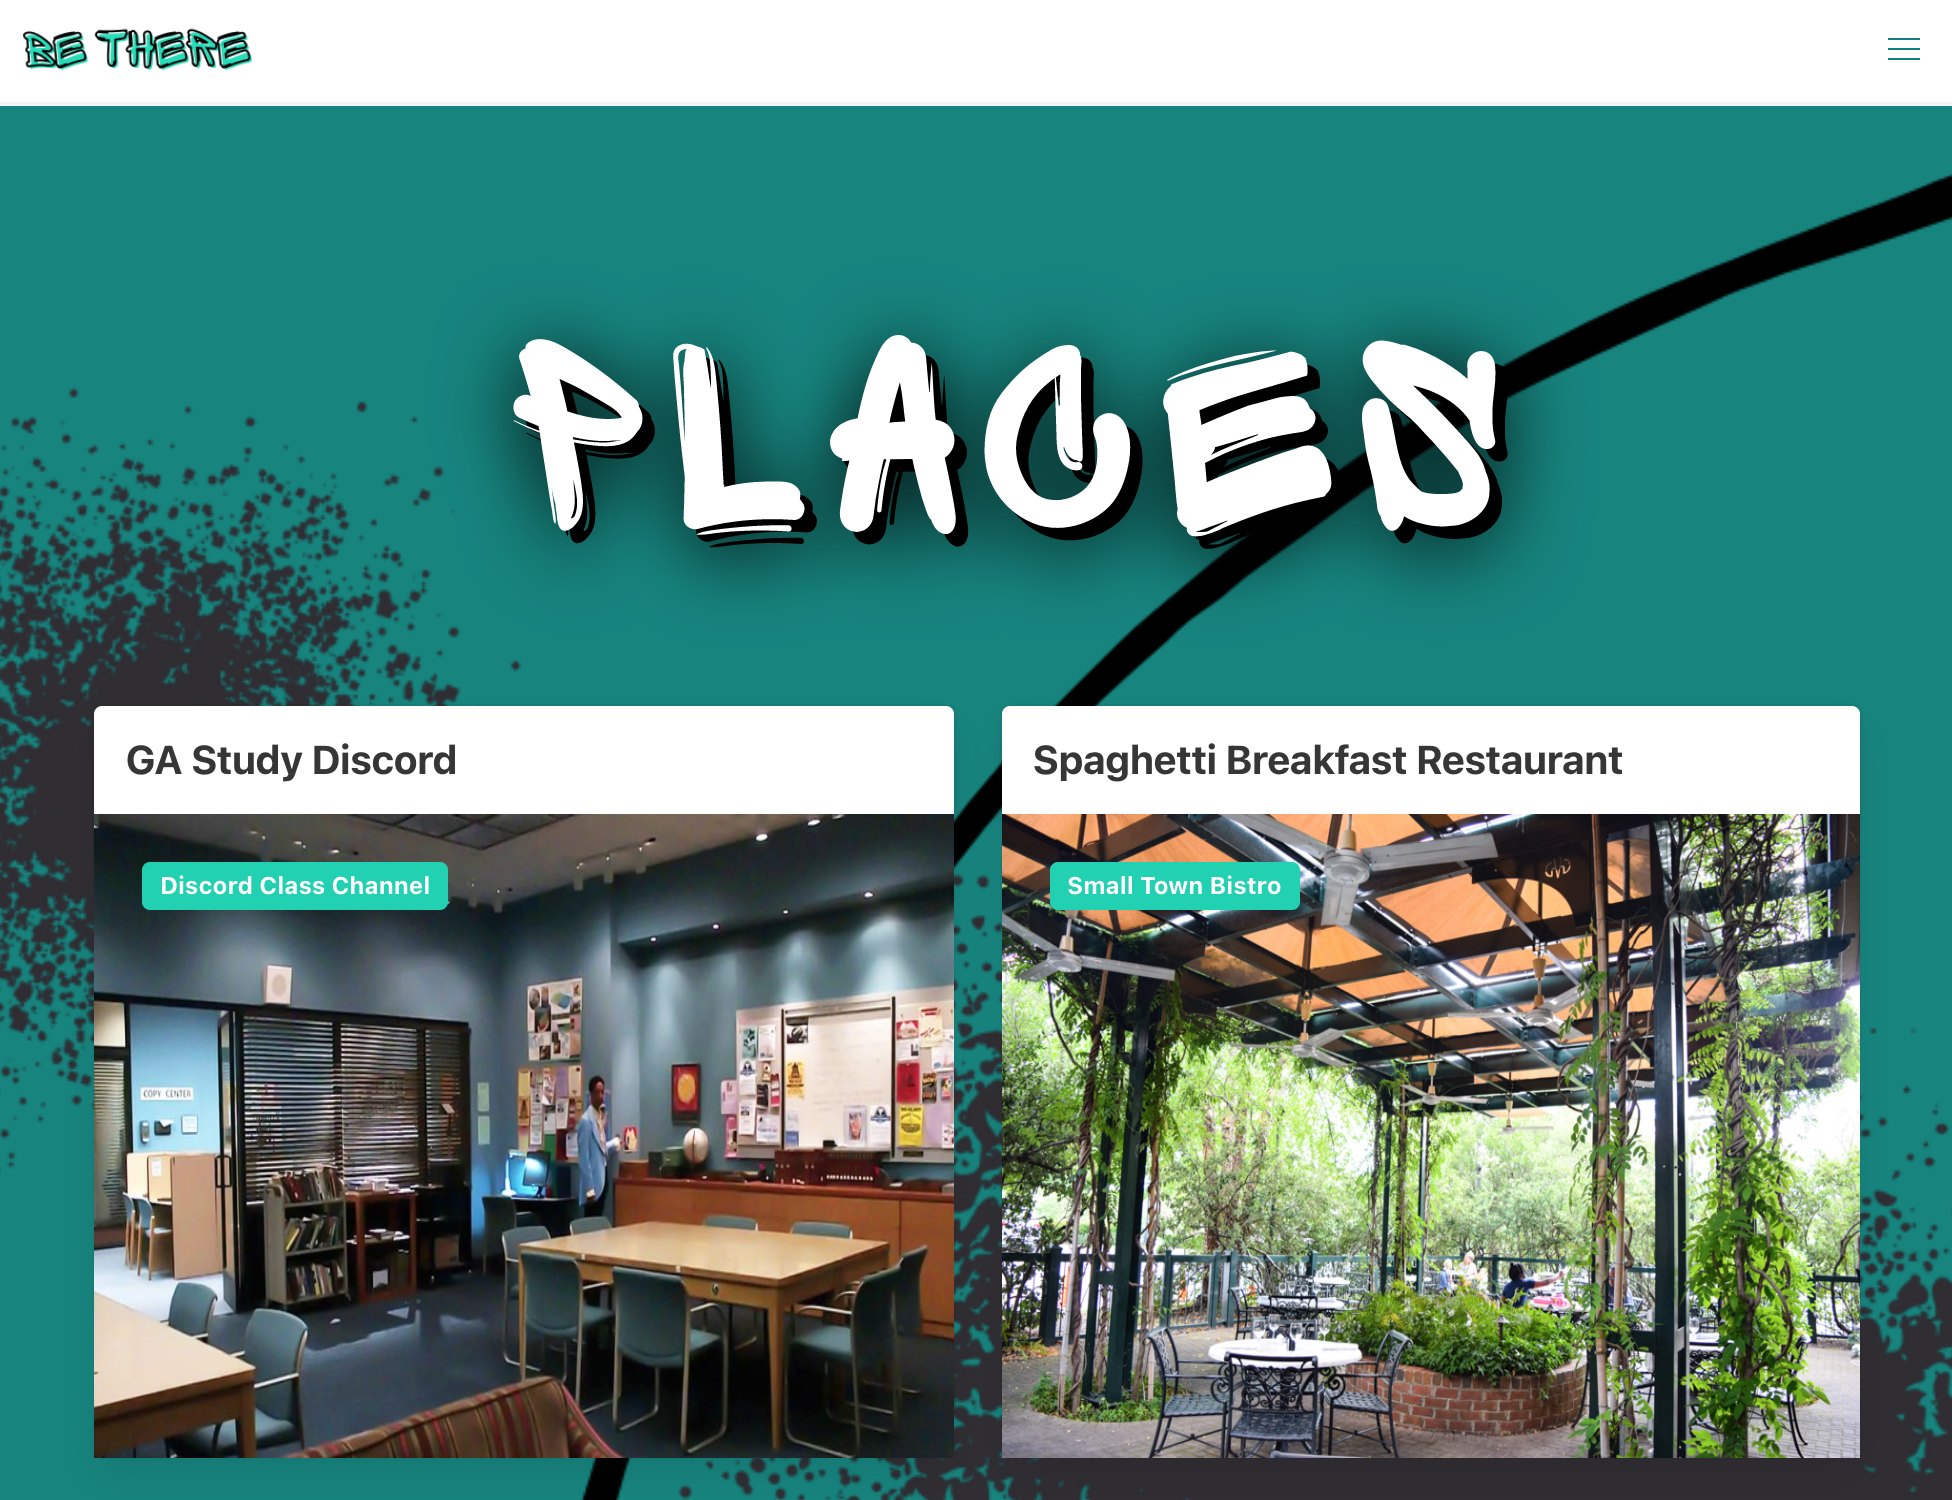 BE THERE
PLACES
GA Study Discord
Spaghetti Breakfast Restaurant
Discord Class Channel
Small Town Bistro
COPY CENTER